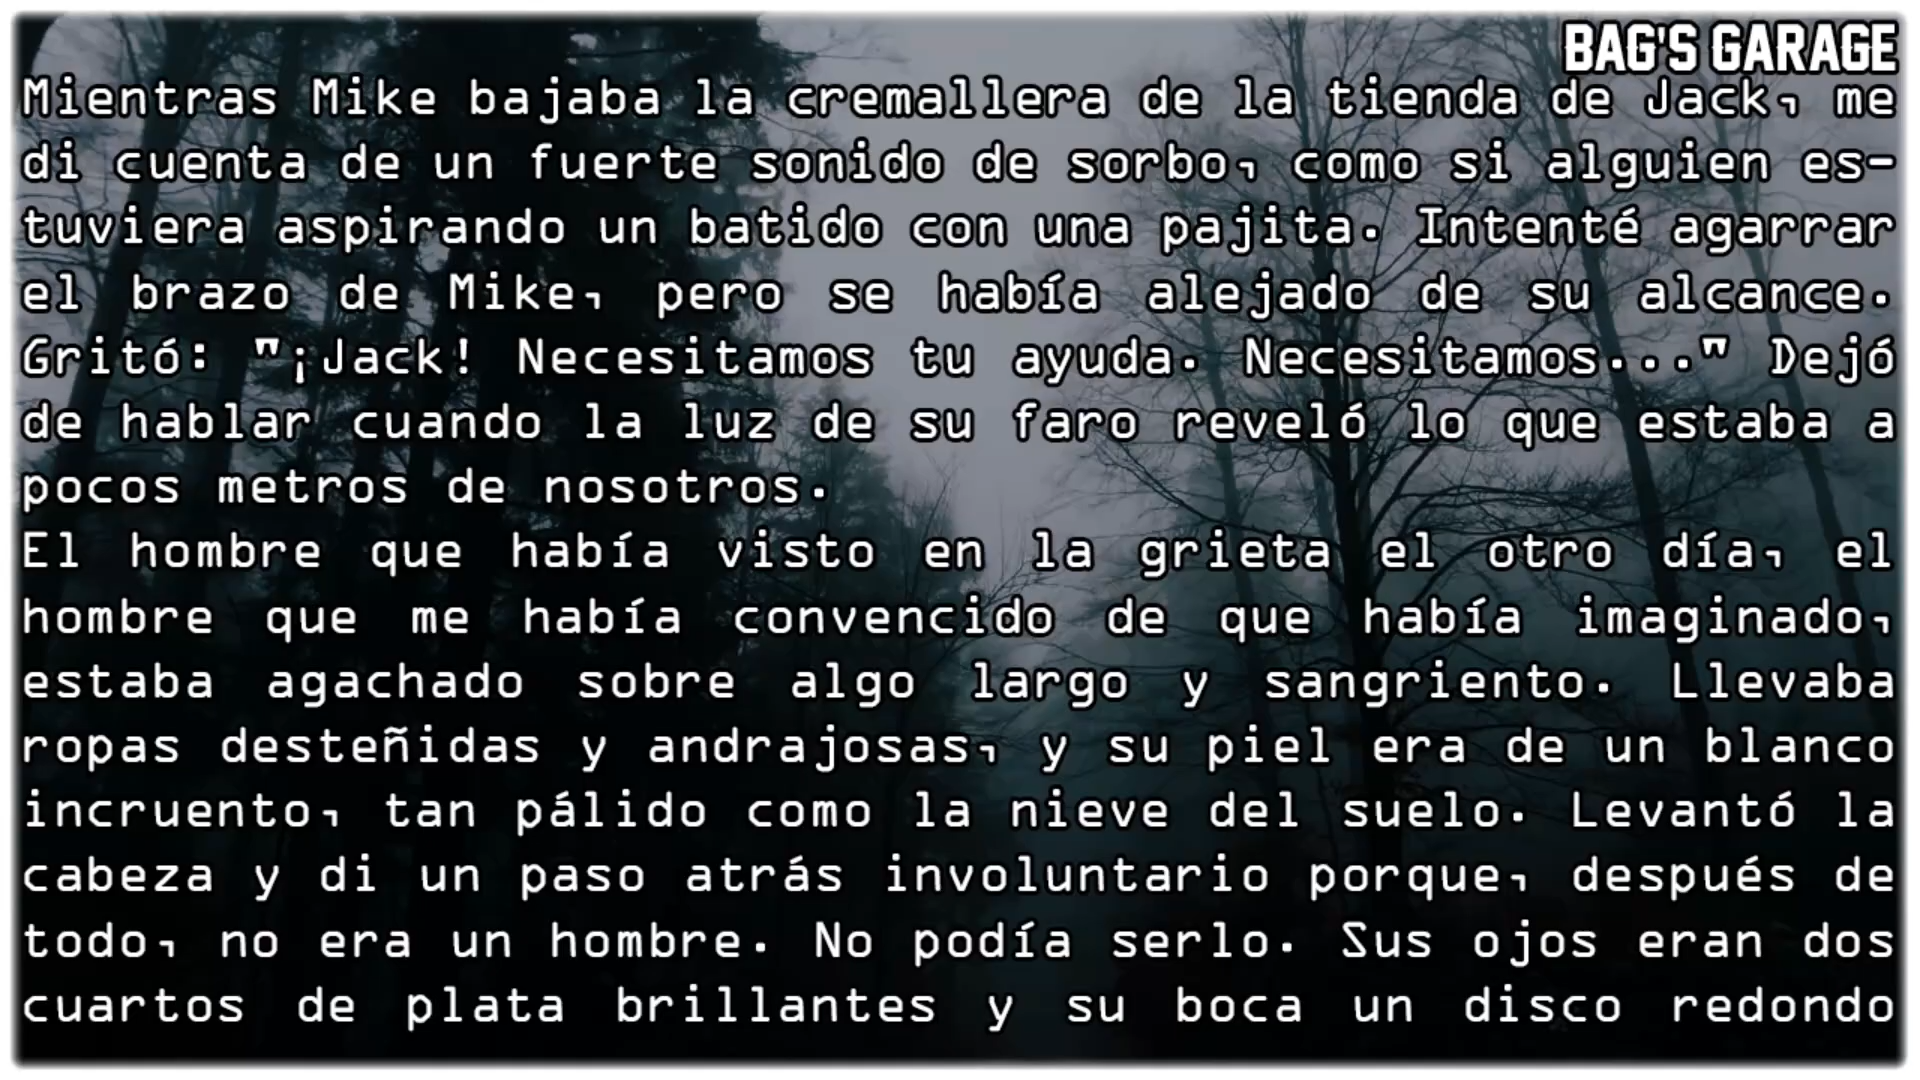 BAG'S GARAGE
Mientras Mike bajaba la cremallera de la tienda de Jack, me
di cuenta de un fuerte sonido de sorbo, como si alguien es-
tuviera aspirando un batido con una pajita. Intenté agarrar
el brazo de Mike, pero se había alejado de su alcance.
Gritó: "¡Jack! Necesitamos tu ayuda. Necesitamos..." Dejó
de hablar cuando la luz de su faro reveló lo que estaba a
pocos metros de nosotros.
El hombre que había visto en la grieta el otro día, el
hombre que me había convencido de que había imaginado,
estaba agachado sobre algo largo y sangriento. Llevaba
ropas desteñidas y andrajosas, y su piel era de un blanco
incruento, tan pálido como la nieve del suelo. Levantó la
cabeza y di un paso atrás involuntario porque, después de
todo, no era un hombre. No podía serlo. Sus ojos eran dos
cuartos de plata brillantes y su boca un disco redondo